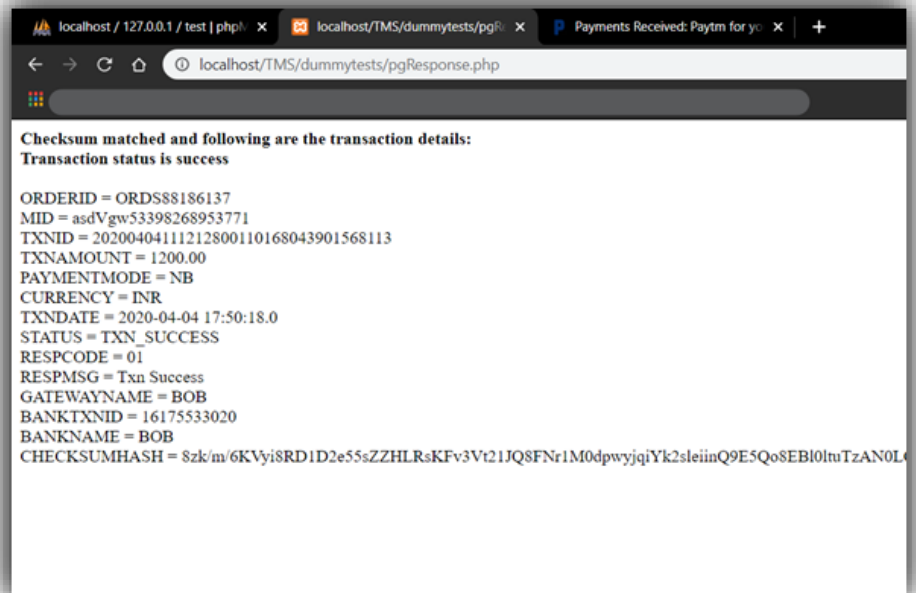 localhost / 127.0.0.1 / test | php
localhost/TMS/dummytests/pgR
Payments Received: Paytm for yo
localhost/TMS/dummytests/pgResponse.php
Checksum matched and following are the transaction details:
Transaction status is success
ORDERID = ORDS88186137
MID = asdVgw53398268953771
TXNID = 20200404111212800110168043901568113
TXNAMOUNT = 1200.00
PAYMENTMODE = NB
CURRENCY = INR
TXNDATE = 2020-04-04 17:50:18.0
STATUS = TXN_SUCCESS
RESPCODE = 01
RESPMSG = Txn Success
GATEWAYNAME = BOB
BANKTXNID = 16175533020
BANKNAME = BOB
CHECKSUMHASH = 8zk/m/6KVyi8RD1D2e55sZZHLRsKFv3Vt21JQ8FNr1M0dpwyjqiYk2sleiinQ9E5Qo8EBl0ltuTzAN0L